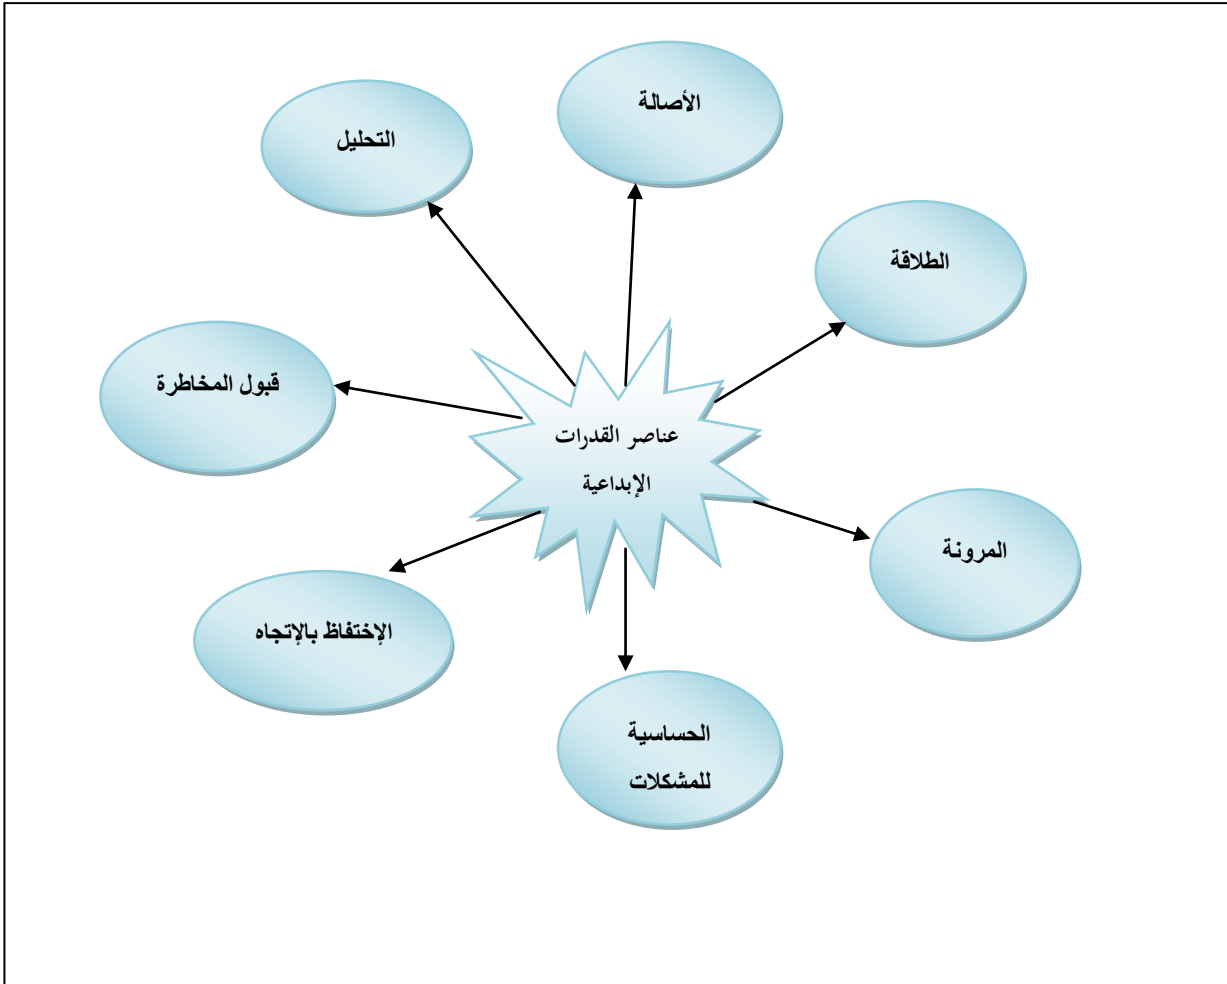 الأصالة
التحليل
الطلاقة
قبول المخاطرة
عناصر القدرات
الإبداعية
المرونة
الإختفاظ بالإتجاه
الحساسية
للمشكلات